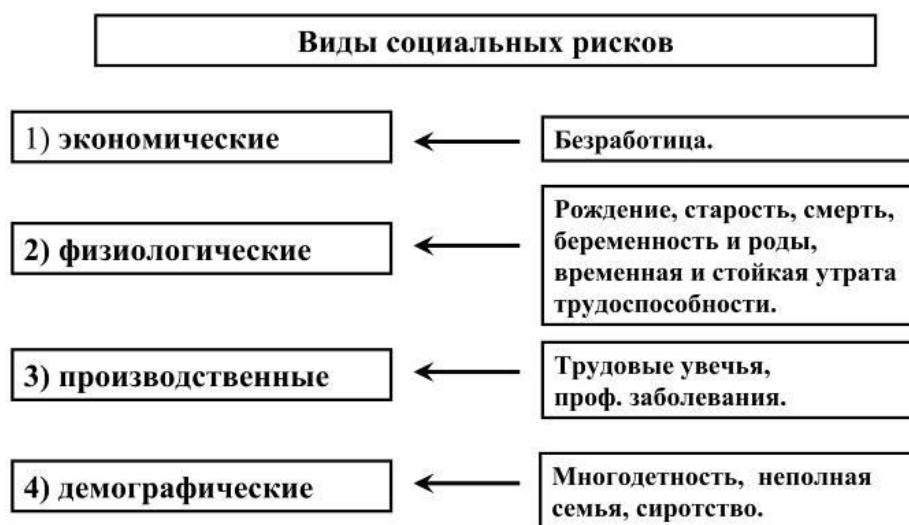 Виды социальных рисков
1) экономические
Безработица.
2) физиологические
Рождение, старость, смерть,
беременность и роды,
временная и стойкая утрата
трудоспособности.
3) производственные
Трудовые увечья,
проф. заболевания.
4) демографические
Многодетность, неполная
семья, сиротство.